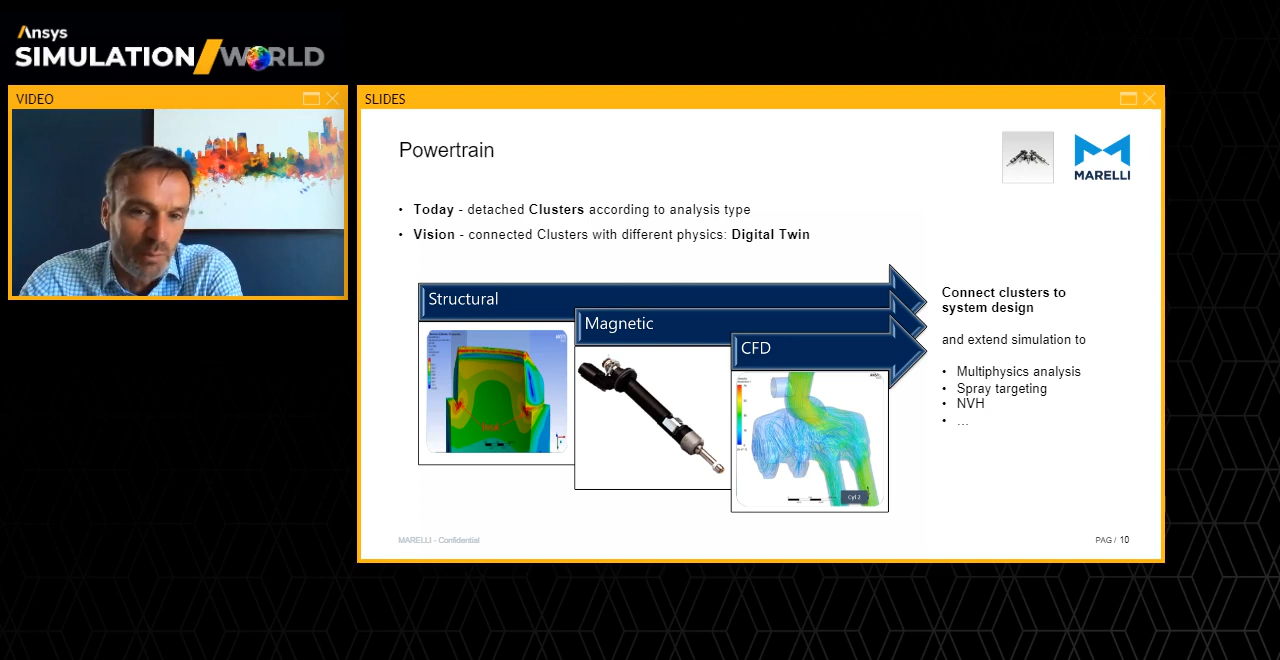 Ansys
SIMULATION/WORLD
VIDEO
SLIDES
Powertrain
MARELLI
• Today - detached Clusters according to analysis type
• Vision - connected Clusters with different physics: Digital Twin
Structural
Magnetic
CFD
Cyl 2
Connect clusters to
system design
and extend simulation to
• Multiphysics analysis
• Spray targeting
• NVH
• ...
MARELLI - Confidential
PAG / 10